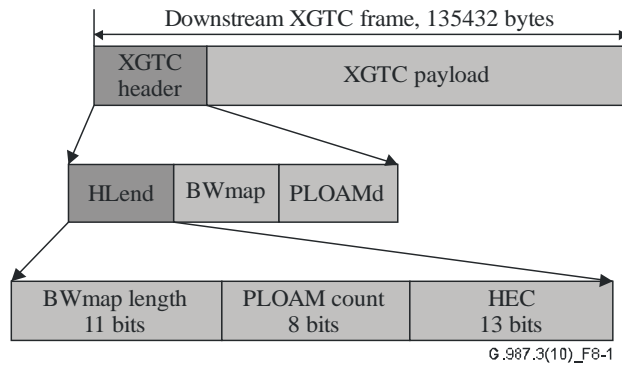 Downstream XGTC frame, 135432 bytes
XGTC
header
XGTC payload
HLend
BWmap
PLOAMd
BWmap length
11 bits
PLOAM count
8 bits
HEC
13 bits
G.987.3(10)_F8-1